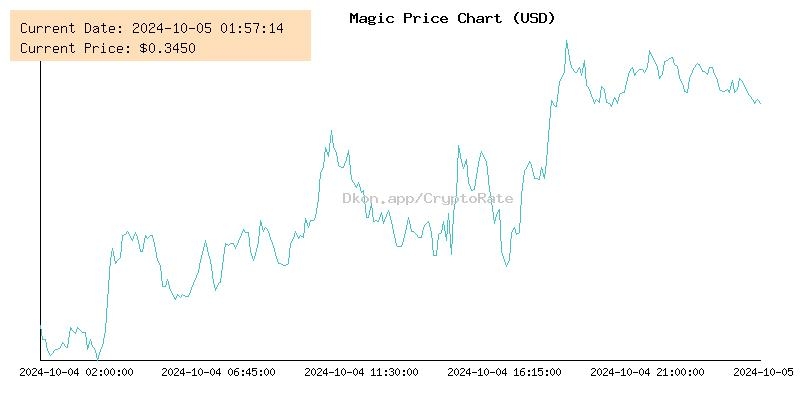 Magic Price Chart (USD)
Current Date: 2024-10-05 01:57:14
Current Price: $0.3450
Dkon.app/CryptoRate
2024-10-04 02:00:00 2024-10-04 06:45:00 2024-10-04 11:30:00 2024-10-04 16:15:00 2024-10-04 21:00:00 2024-10-05